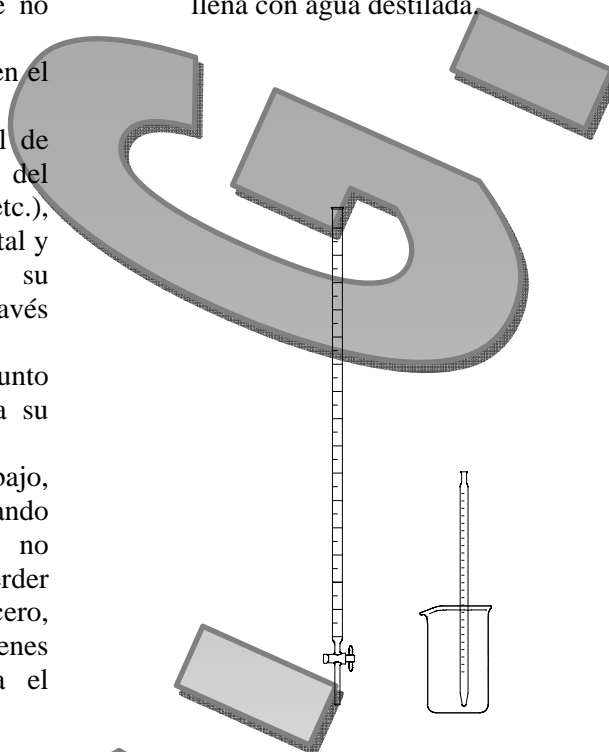 e no
en el
l de
del
etc.),
tal y
su
avés
unto
a su
bajo,
ando
no
erder
cero,
enes
a el
llena con agua destilada.